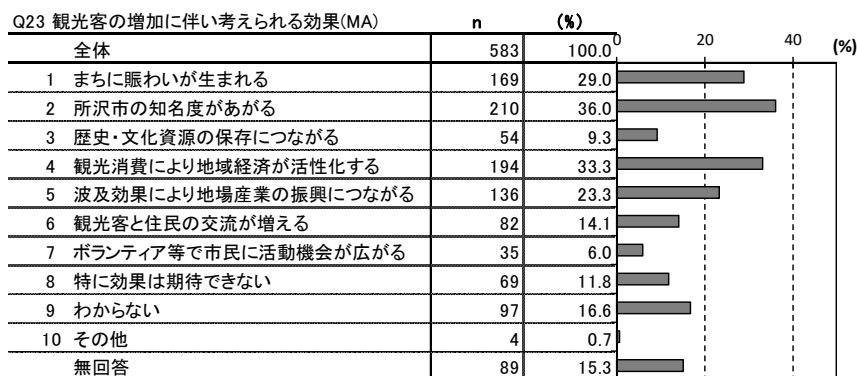 Q23 観光客の増加に伴い考えられる効果(MA) n (%)
全体 583 100.0 0 20 40 (%)
1 まちに賑わいが生まれる 169 29.0
2 所沢市の知名度があがる 210 36.0
3 歴史・文化資源の保存につながる 54 9.3
4 観光消費により地域経済が活性化する 194 33.3
5 波及効果により地場産業の振興につながる 136 23.3
6 観光客と住民の交流が増える 82 14.1
7 ボランティア等で市民に活動機会が広がる 35 6.0
8 特に効果は期待できない 69 11.8
9 わからない 97 16.6
10 その他 4 0.7
無回答 89 15.3